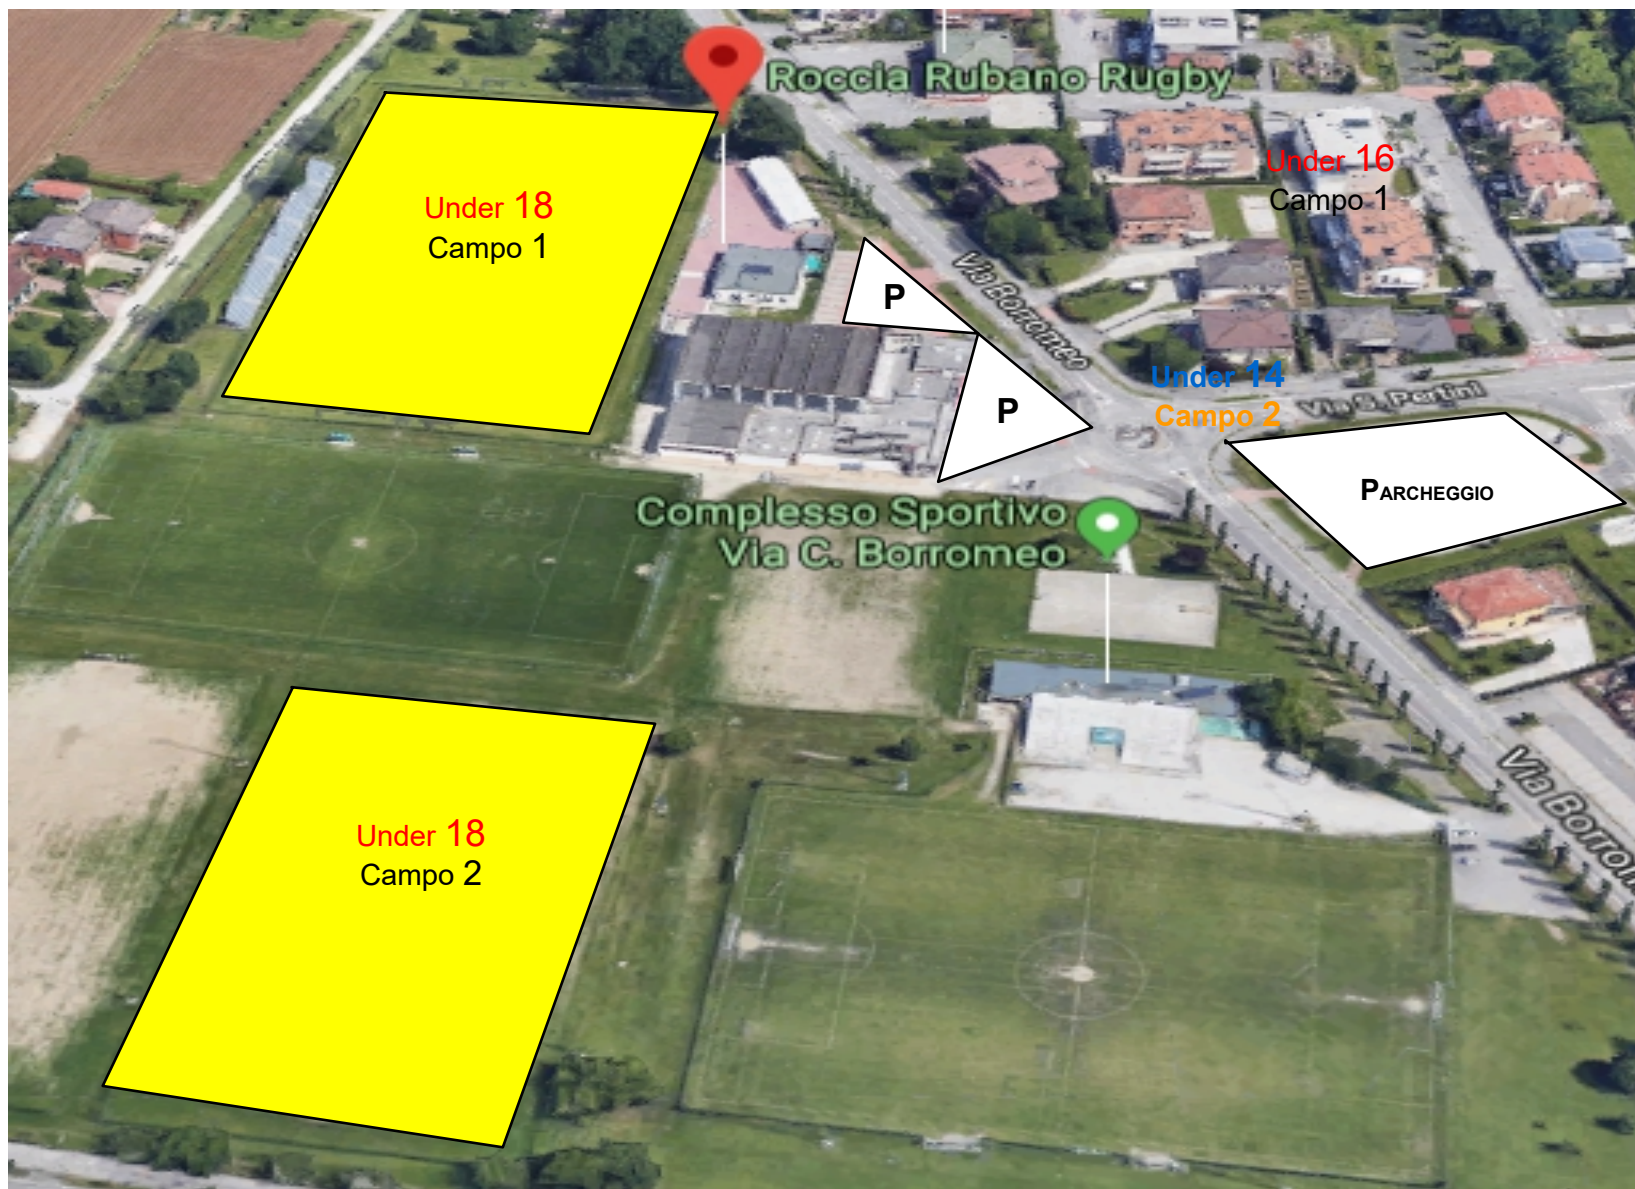 Roccia Rubano Rugby
Under 18
Campo 1
Under 16
Campo 1
P
Via Borromeo
P
Under 14
Campo 2
Via S. Pertini
PARCHEGGIO
Complesso Sportivo
Via C. Borromeo
Under 18
Campo 2
Via Borrom